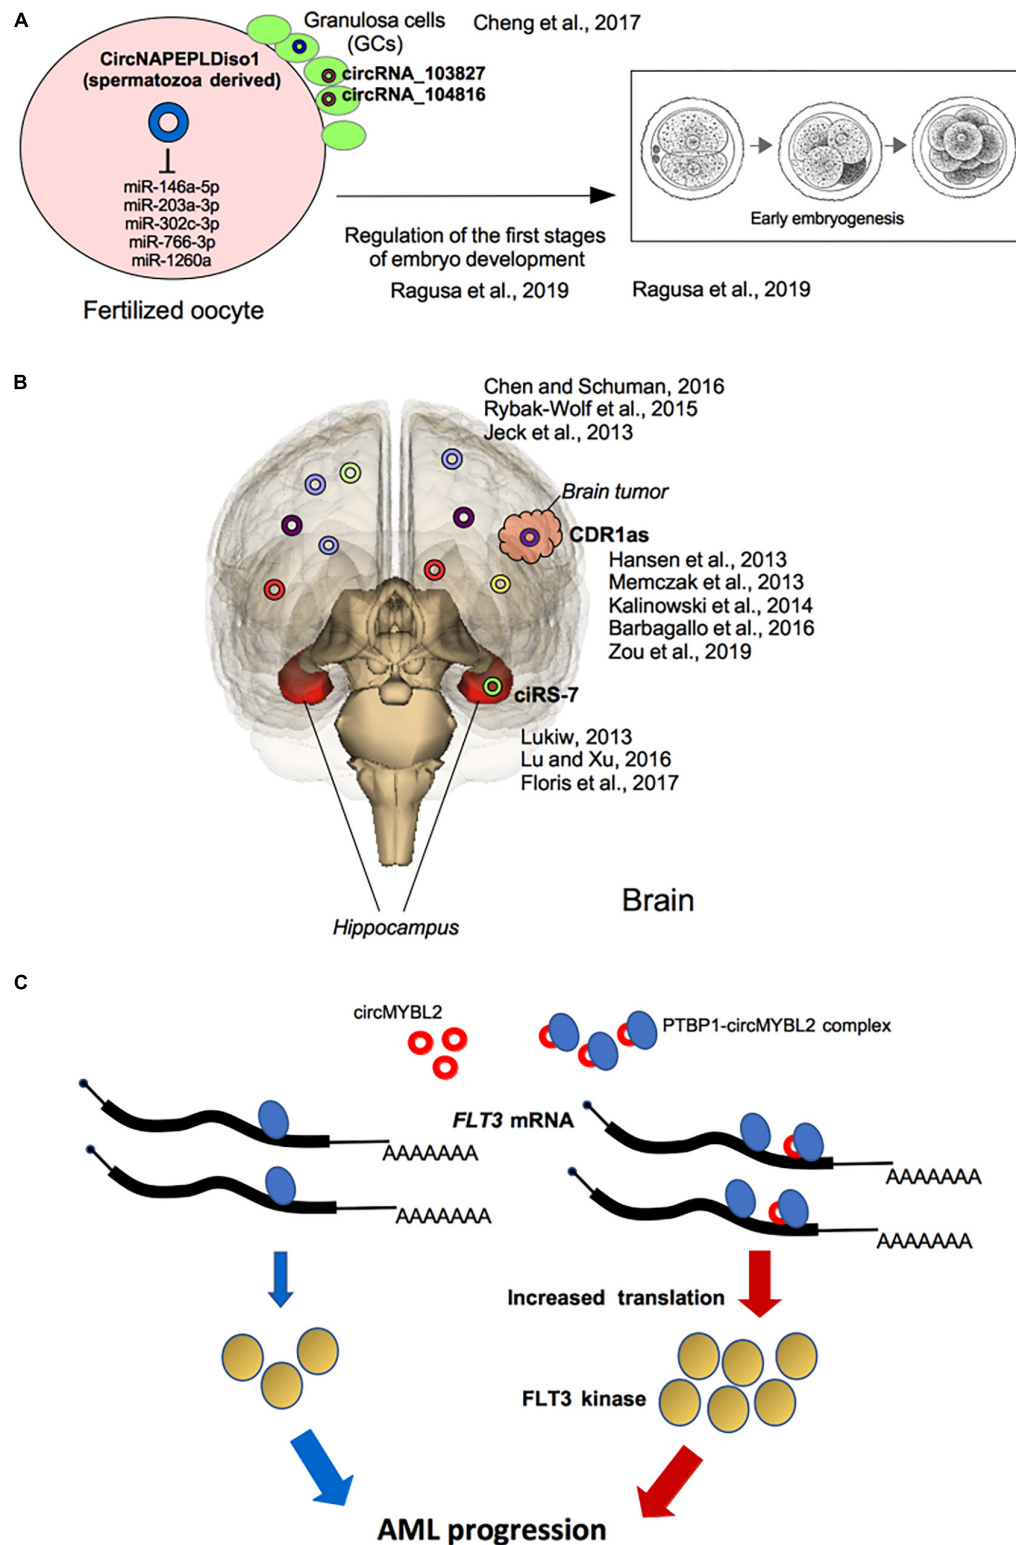 A
Granulosa cells
(GCs)
Cheng et al., 2017
CircNAPEPLDiso1
(spermatozoa derived)
circRNA_103827
circRNA_104816
miR-146a-5p
miR-203a-3p
miR-302c-3p
miR-766-3p
miR-1260a
Fertilized oocyte
Regulation of the first stages
of embryo development
Ragusa et al., 2019
Early embryogenesis
Ragusa et al., 2019
B
Chen and Schuman, 2016
Rybak-Wolf et al., 2015
Jeck et al., 2013
Brain tumor
CDR1as
Hansen et al., 2013
Memczak et al., 2013
Kalinowski et al., 2014
Barbagallo et al., 2016
Zou et al., 2019
ciRS-7
Lukiw, 2013
Lu and Xu, 2016
Floris et al., 2017
Hippocampus
Brain
C
circMYBL2
PTBP1-circMYBL2 complex
FLT3 mRNA
AAAAAAA
AAAAAAA
AAAAAAA
AAAAAAA
Increased translation
FLT3 kinase
AML progression